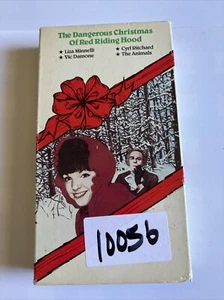 The Dangerous Christmas
Of Red Riding Hood
★ Liza Minnelli ★ Cyril Ritchard
★ Vic Damone ★ The Animals
10056